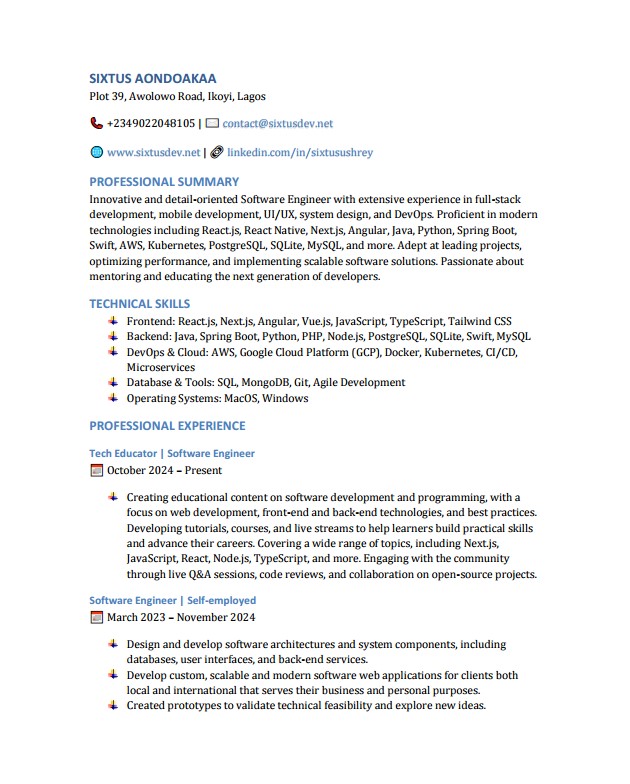 SIXTUS AONDOAKAA
Plot 39, Awolowo Road, Ikoyi, Lagos
+2349022048105 | contact@sixtusdev.net
www.sixtusdev.net | linkedin.com/in/sixtusushrey
PROFESSIONAL SUMMARY
Innovative and detail-oriented Software Engineer with extensive experience in full-stack
development, mobile development, UI/UX, system design, and DevOps. Proficient in modern
technologies including React.js, React Native, Next.js, Angular, Java, Python, Spring Boot,
Swift, AWS, Kubernetes, PostgreSQL, SQLite, MySQL, and more. Adept at leading projects,
optimizing performance, and implementing scalable software solutions. Passionate about
mentoring and educating the next generation of developers.
TECHNICAL SKILLS
Frontend: React.js, Next.js, Angular, Vue.js, JavaScript, TypeScript, Tailwind CSS
Backend: Java, Spring Boot, Python, PHP, Node.js, PostgreSQL, SQLite, Swift, MySQL
DevOps & Cloud: AWS, Google Cloud Platform (GCP), Docker, Kubernetes, CI/CD,
Microservices
Database & Tools: SQL, MongoDB, Git, Agile Development
Operating Systems: MacOS, Windows
PROFESSIONAL EXPERIENCE
Tech Educator | Software Engineer
October 2024 – Present
Creating educational content on software development and programming, with a
focus on web development, front-end and back-end technologies, and best practices.
Developing tutorials, courses, and live streams to help learners build practical skills
and advance their careers. Covering a wide range of topics, including Next.js,
JavaScript, React, Node.js, TypeScript, and more. Engaging with the community
through live Q&A sessions, code reviews, and collaboration on open-source projects.
Software Engineer | Self-employed
March 2023 – November 2024
Design and develop software architectures and system components, including
databases, user interfaces, and back-end services.
Develop custom, scalable and modern software web applications for clients both
local and international that serves their business and personal purposes.
Created prototypes to validate technical feasibility and explore new ideas.